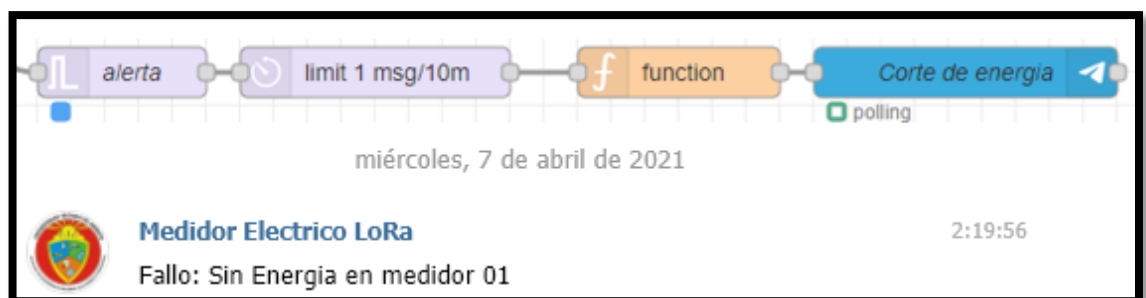 alerta
limit 1 msg/10m
function
Corte de energia
polling
miércoles, 7 de abril de 2021
Medidor Electrico LoRa
2:19:56
Fallo: Sin Energia en medidor 01